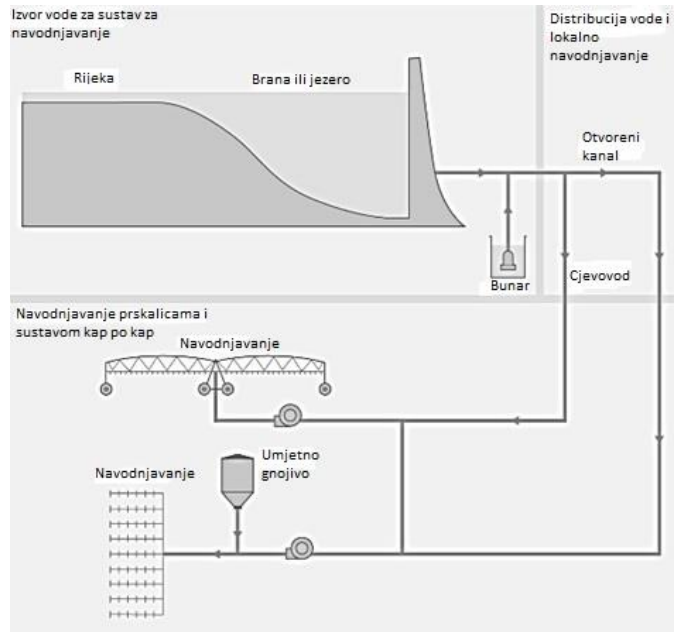 Izvor vode za sustav za
navodnjavanje
Distribucija vode i
lokalno
navodnjavanje
Rijeka
Brana ili jezero
Otvoreni
kanal
Bunar
Cjevovod
Navodnjavanje prskalicama i
sustavom kap po kap
Navodnjavanje
Umjetno
gnojivo
Navodnjavanje